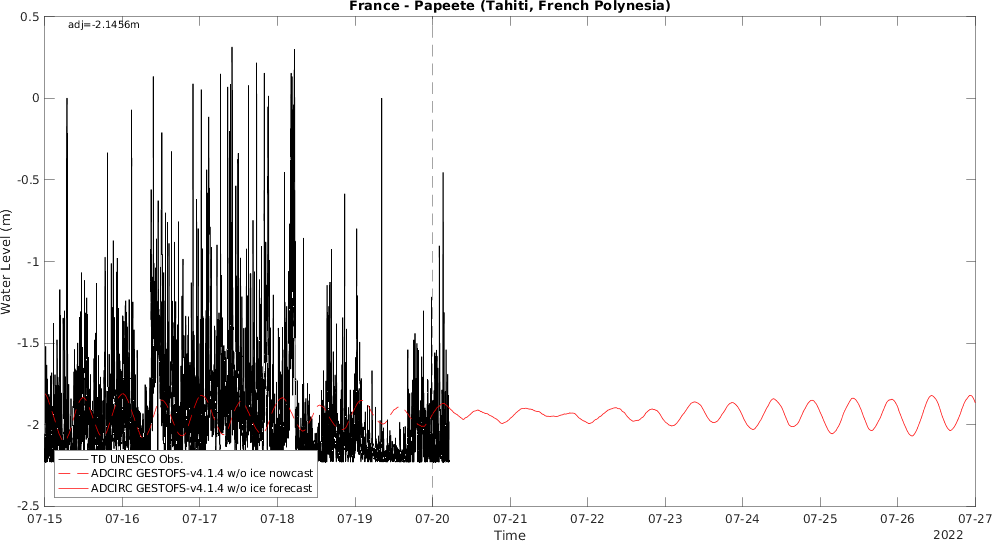 France - Papeete (Tahiti, French Polynesia)
adj=-2.1456m
0.5
0
-0.5
-1
-1.5
-2
-2.5
Water Level (m)
TD UNESCO Obs.
ADCIRC GESTOFS-v4.1.4 w/o ice nowcast
ADCIRC GESTOFS-v4.1.4 w/o ice forecast
07-15 07-16 07-17 07-18 07-19 07-20 07-21 07-22 07-23 07-24 07-25 07-26 07-27
Time
2022